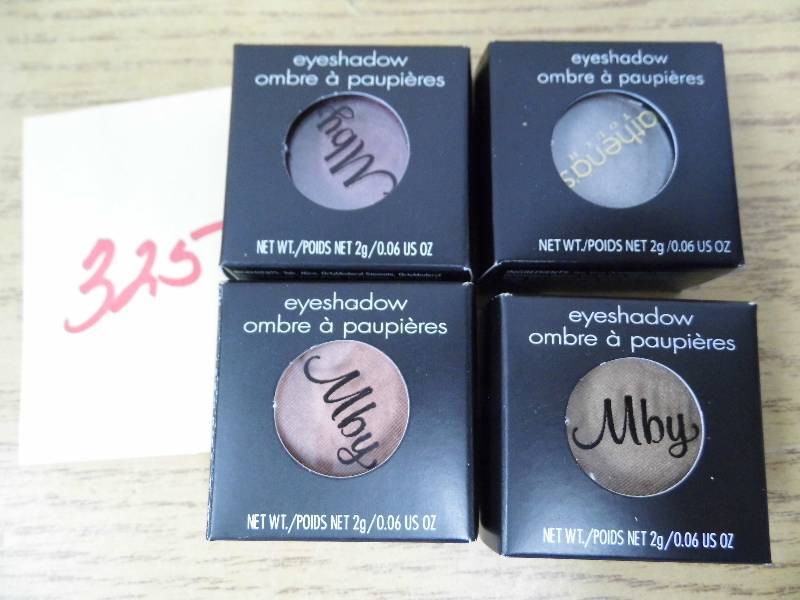 325
eyeshadow
ombre à paupières
Mby
NET WT./POIDS NET 2g/0.06 US OZ
eyeshadow
ombre à paupières
athena's
TOUCH
NET WT./POIDS NET 2g/0.06 US OZ
eyeshadow
ombre à paupières
Mby
NET WT./POIDS NET 2g/0.06 US OZ
eyeshadow
ombre à paupières
Mby
NET WT./POIDS NET 2g/0.06 US OZ